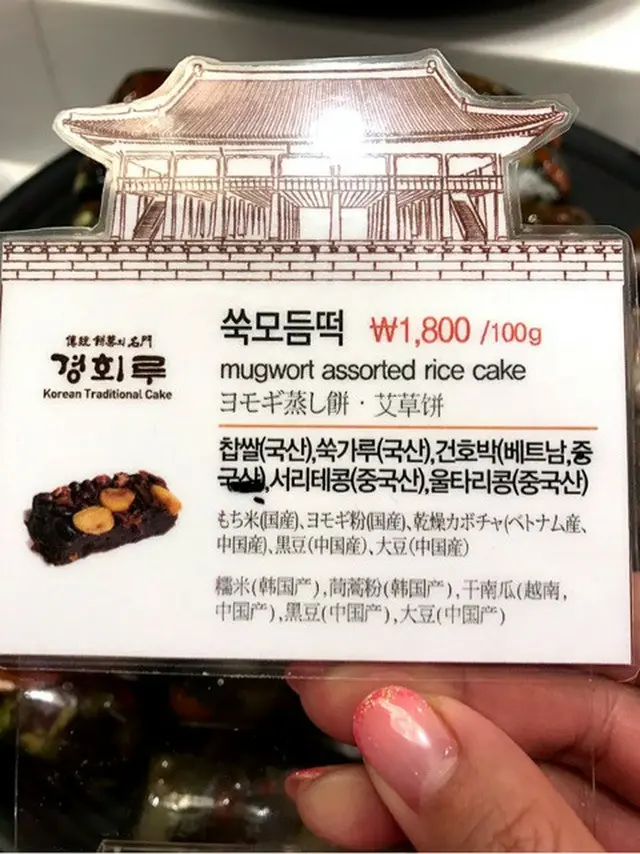 쑥모듬떡 ₩1,800 /100g
mugwort assorted rice cake
ヨモギ蒸し餅・艾草饼
傳統 餠菓의 名門
경회루
Korean Traditional Cake
찹쌀(국산),쑥가루(국산),건호박(베트남,중
국산),서리테콩(중국산),울타리콩(중국산)
もち米(国産)、ヨモギ粉(国産)、乾燥カボチャ(ベトナム産、
中国産)、黒豆(中国産)、大豆(中国産)
糯米(韩国产),茼蒿粉(韩国产),干南瓜(越南,
中国产),黑豆(中国产),大豆(中国产)